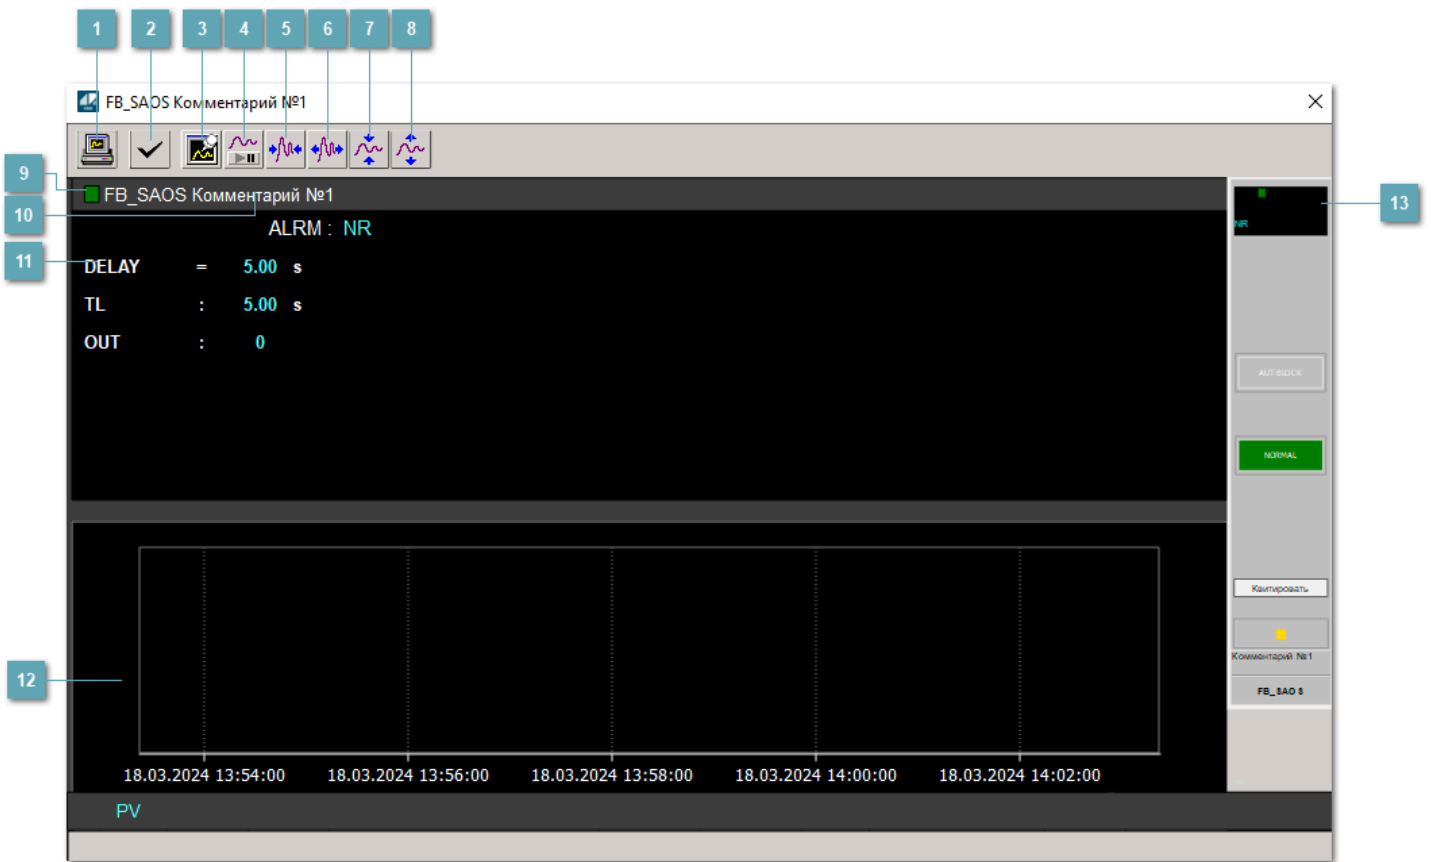 1 2 3 4 5 6 7 8
FB_SAOS Комментарий №1
9
FB_SAOS Комментарий №1
10
ALRM : NR
11
DELAY = 5.00 s
TL : 5.00 s
OUT : 0
13
NR
AUT BLOCK
NORMAL
Квитировать
Комментарий №1
FB_SAO S
12
18.03.2024 13:54:00 18.03.2024 13:56:00 18.03.2024 13:58:00 18.03.2024 14:00:00 18.03.2024 14:02:00
PV